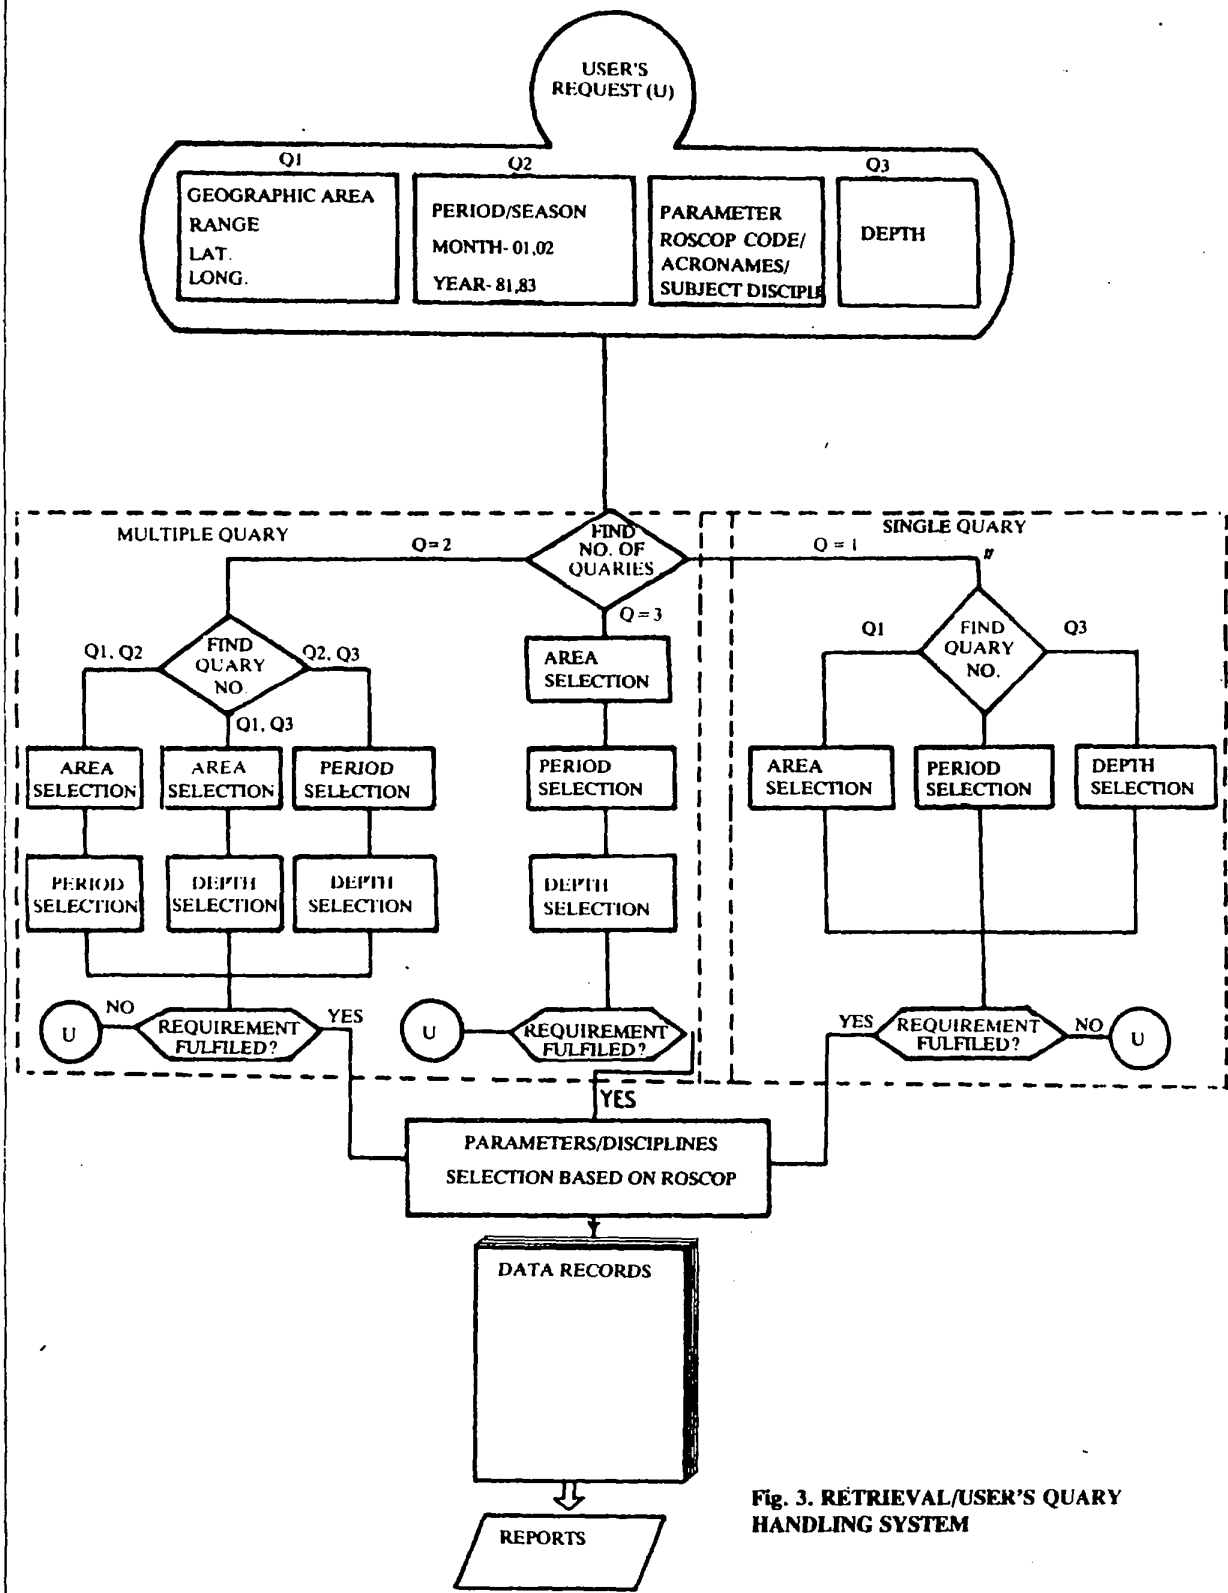 USER'S
REQUEST (U)
Q1
Q2
Q3
GEOGRAPHIC AREA
RANGE
LAT.
LONG.
PERIOD/SEASON
MONTH- 01,02
YEAR- 81,83
PARAMETER
ROSCOP CODE/
ACRONAMES/
SUBJECT DISCIPLE
DEPTH
MULTIPLE QUARY
SINGLE QUARY
FIND
NO. OF
QUARIES
Q=2
Q = 1
Q = 3
Q1, Q2
FIND
QUARY
NO.
Q2, Q3
Q1, Q3
AREA
SELECTION
Q1
FIND
QUARY
NO.
Q3
AREA
SELECTION
AREA
SELECTION
PERIOD
SELECTION
PERIOD
SELECTION
AREA
SELECTION
PERIOD
SELECTION
DEPTH
SELECTION
PERIOD
SELECTION
DEPTH
SELECTION
DEPTH
SELECTION
DEPTH
SELECTION
U
NO
REQUIREMENT
FULFILED?
YES
U
REQUIREMENT
FULFILED?
YES
YES
REQUIREMENT
FULFILED?
NO
U
PARAMETERS/DISCIPLINES
SELECTION BASED ON ROSCOP
DATA RECORDS
REPORTS
Fig. 3. RETRIEVAL/USER'S QUARY
HANDLING SYSTEM